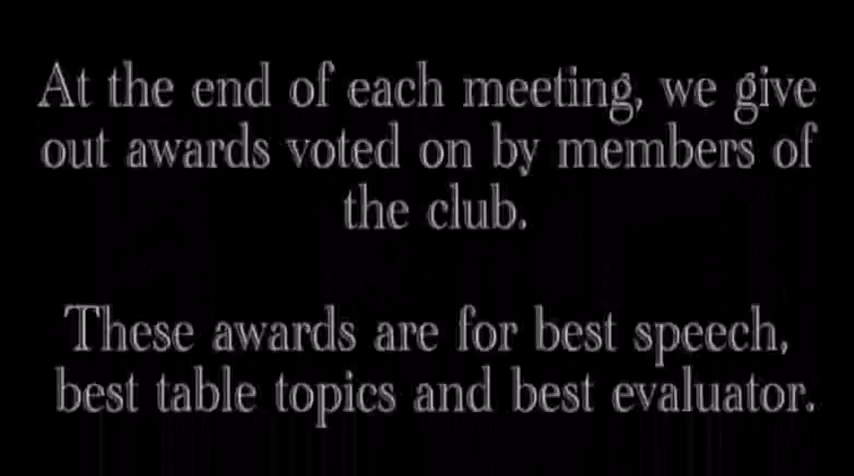 At the end of each meeting, we give
out awards voted on by members of
the club.
These awards are for best speech,
best table topics and best evaluator.